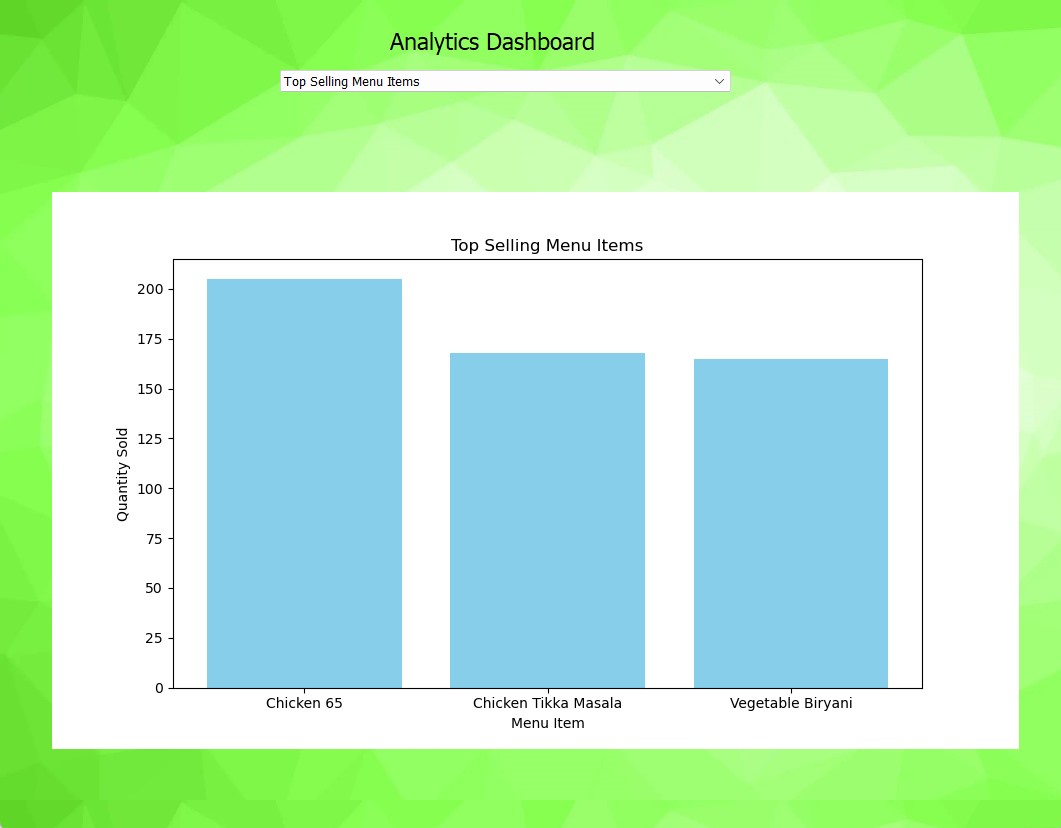 Analytics Dashboard
Top Selling Menu Items
Top Selling Menu Items
200
175
150
125
100
75
50
25
0
Quantity Sold
Chicken 65 Chicken Tikka Masala Vegetable Biryani
Menu Item